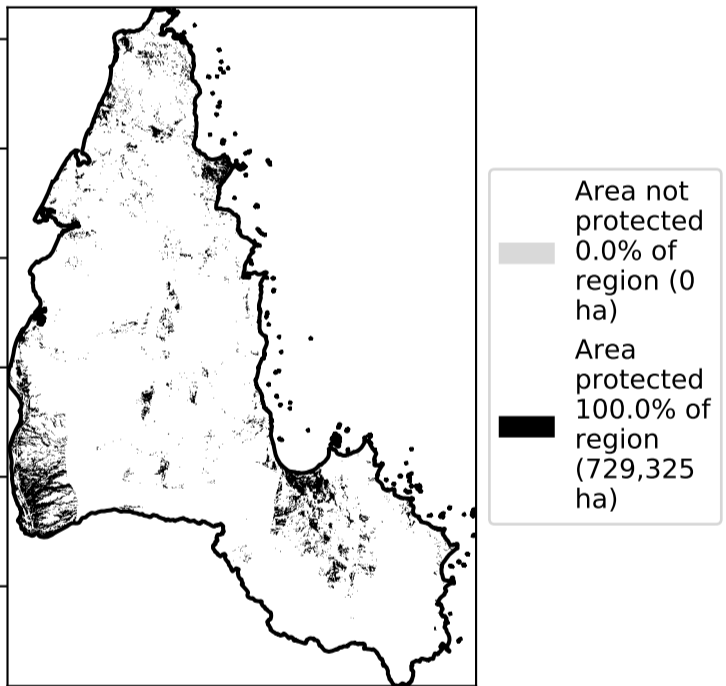 Area not
protected
0.0% of
region (0
ha)
Area
protected
100.0% of
region
(729,325
ha)